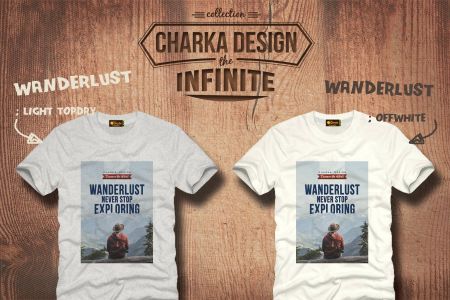 collection
CHARKA DESIGN
the
INFINITE
WANDERLUST
; LIGHT TOPDRY
WANDERLUST
NEVER STOP
EXPLORING
WANDERLUST
; OFFWHITE
WANDERLUST
NEVER STOP
EXPLORING